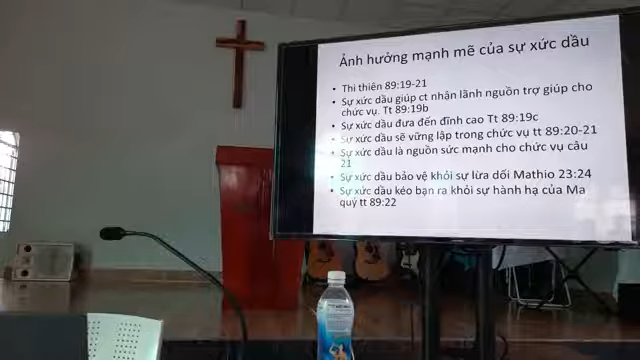 Ảnh hưởng mạnh mẽ của sự xức dầu
• Thi thiên 89:19-21
• Sự xức dầu giúp ct nhận lãnh nguồn trợ giúp cho
chức vụ. Tt 89:19b
• Sự xức dầu đưa đến đĩnh cao Tt 89:19c
• Sự xức dầu sẽ vững lập trong chức vụ tt 89:20-21
• Sự xức dầu là nguồn sức mạnh cho chức vụ câu
21
• Sự xức dầu bảo vệ khỏi sự lừa dối Mathio 23:24
• Sự xức dầu kéo bạn ra khỏi sự hành hạ của Ma
quỷ tt 89:22